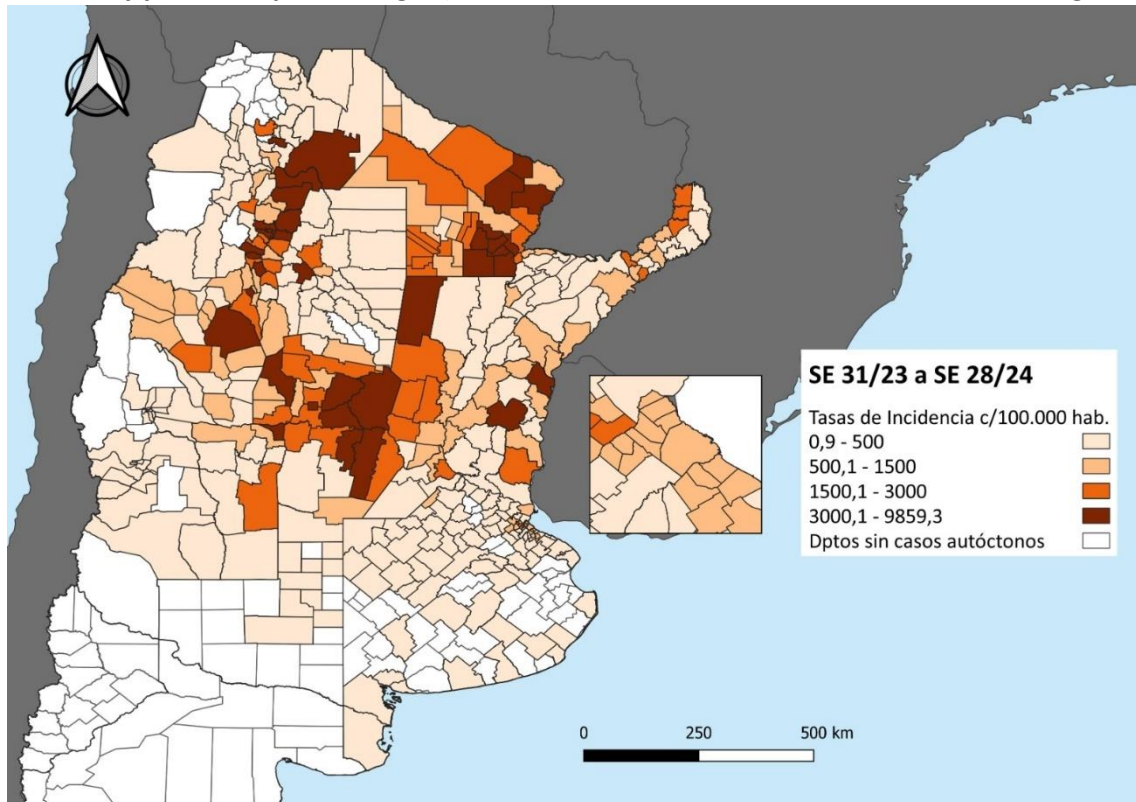 SE 31/23 a SE 28/24
Tasas de Incidencia c/100.000 hab.
0,9 - 500
500,1 - 1500
1500,1 - 3000
3000,1 - 9859,3
Dptos sin casos autóctonos
0 250 500 km